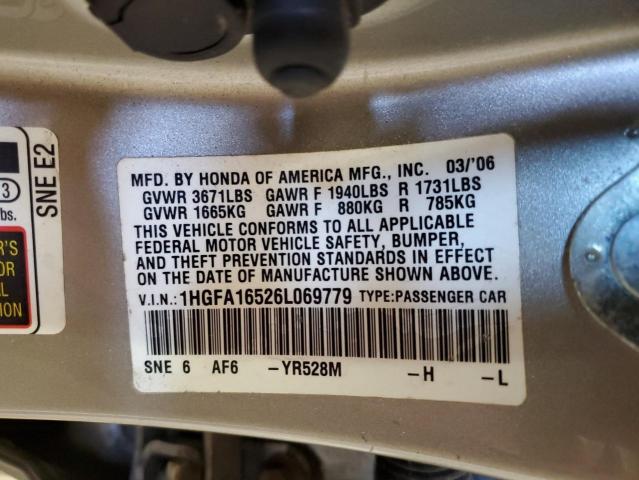 MFD. BY HONDA OF AMERICA MFG., INC. 03/'06
GVWR 3671LBS GAWR F 1940LBS R 1731LBS
GVWR 1665KG GAWR F 880KG R 785KG
THIS VEHICLE CONFORMS TO ALL APPLICABLE
FEDERAL MOTOR VEHICLE SAFETY, BUMPER,
AND THEFT PREVENTION STANDARDS IN EFFECT
ON THE DATE OF MANUFACTURE SHOWN ABOVE.
V.I.N.: 1HGFA16526L069779 TYPE:PASSENGER CAR
SNE 6 AF6 -YR528M -H -L
SNE E2
3)
lbs.